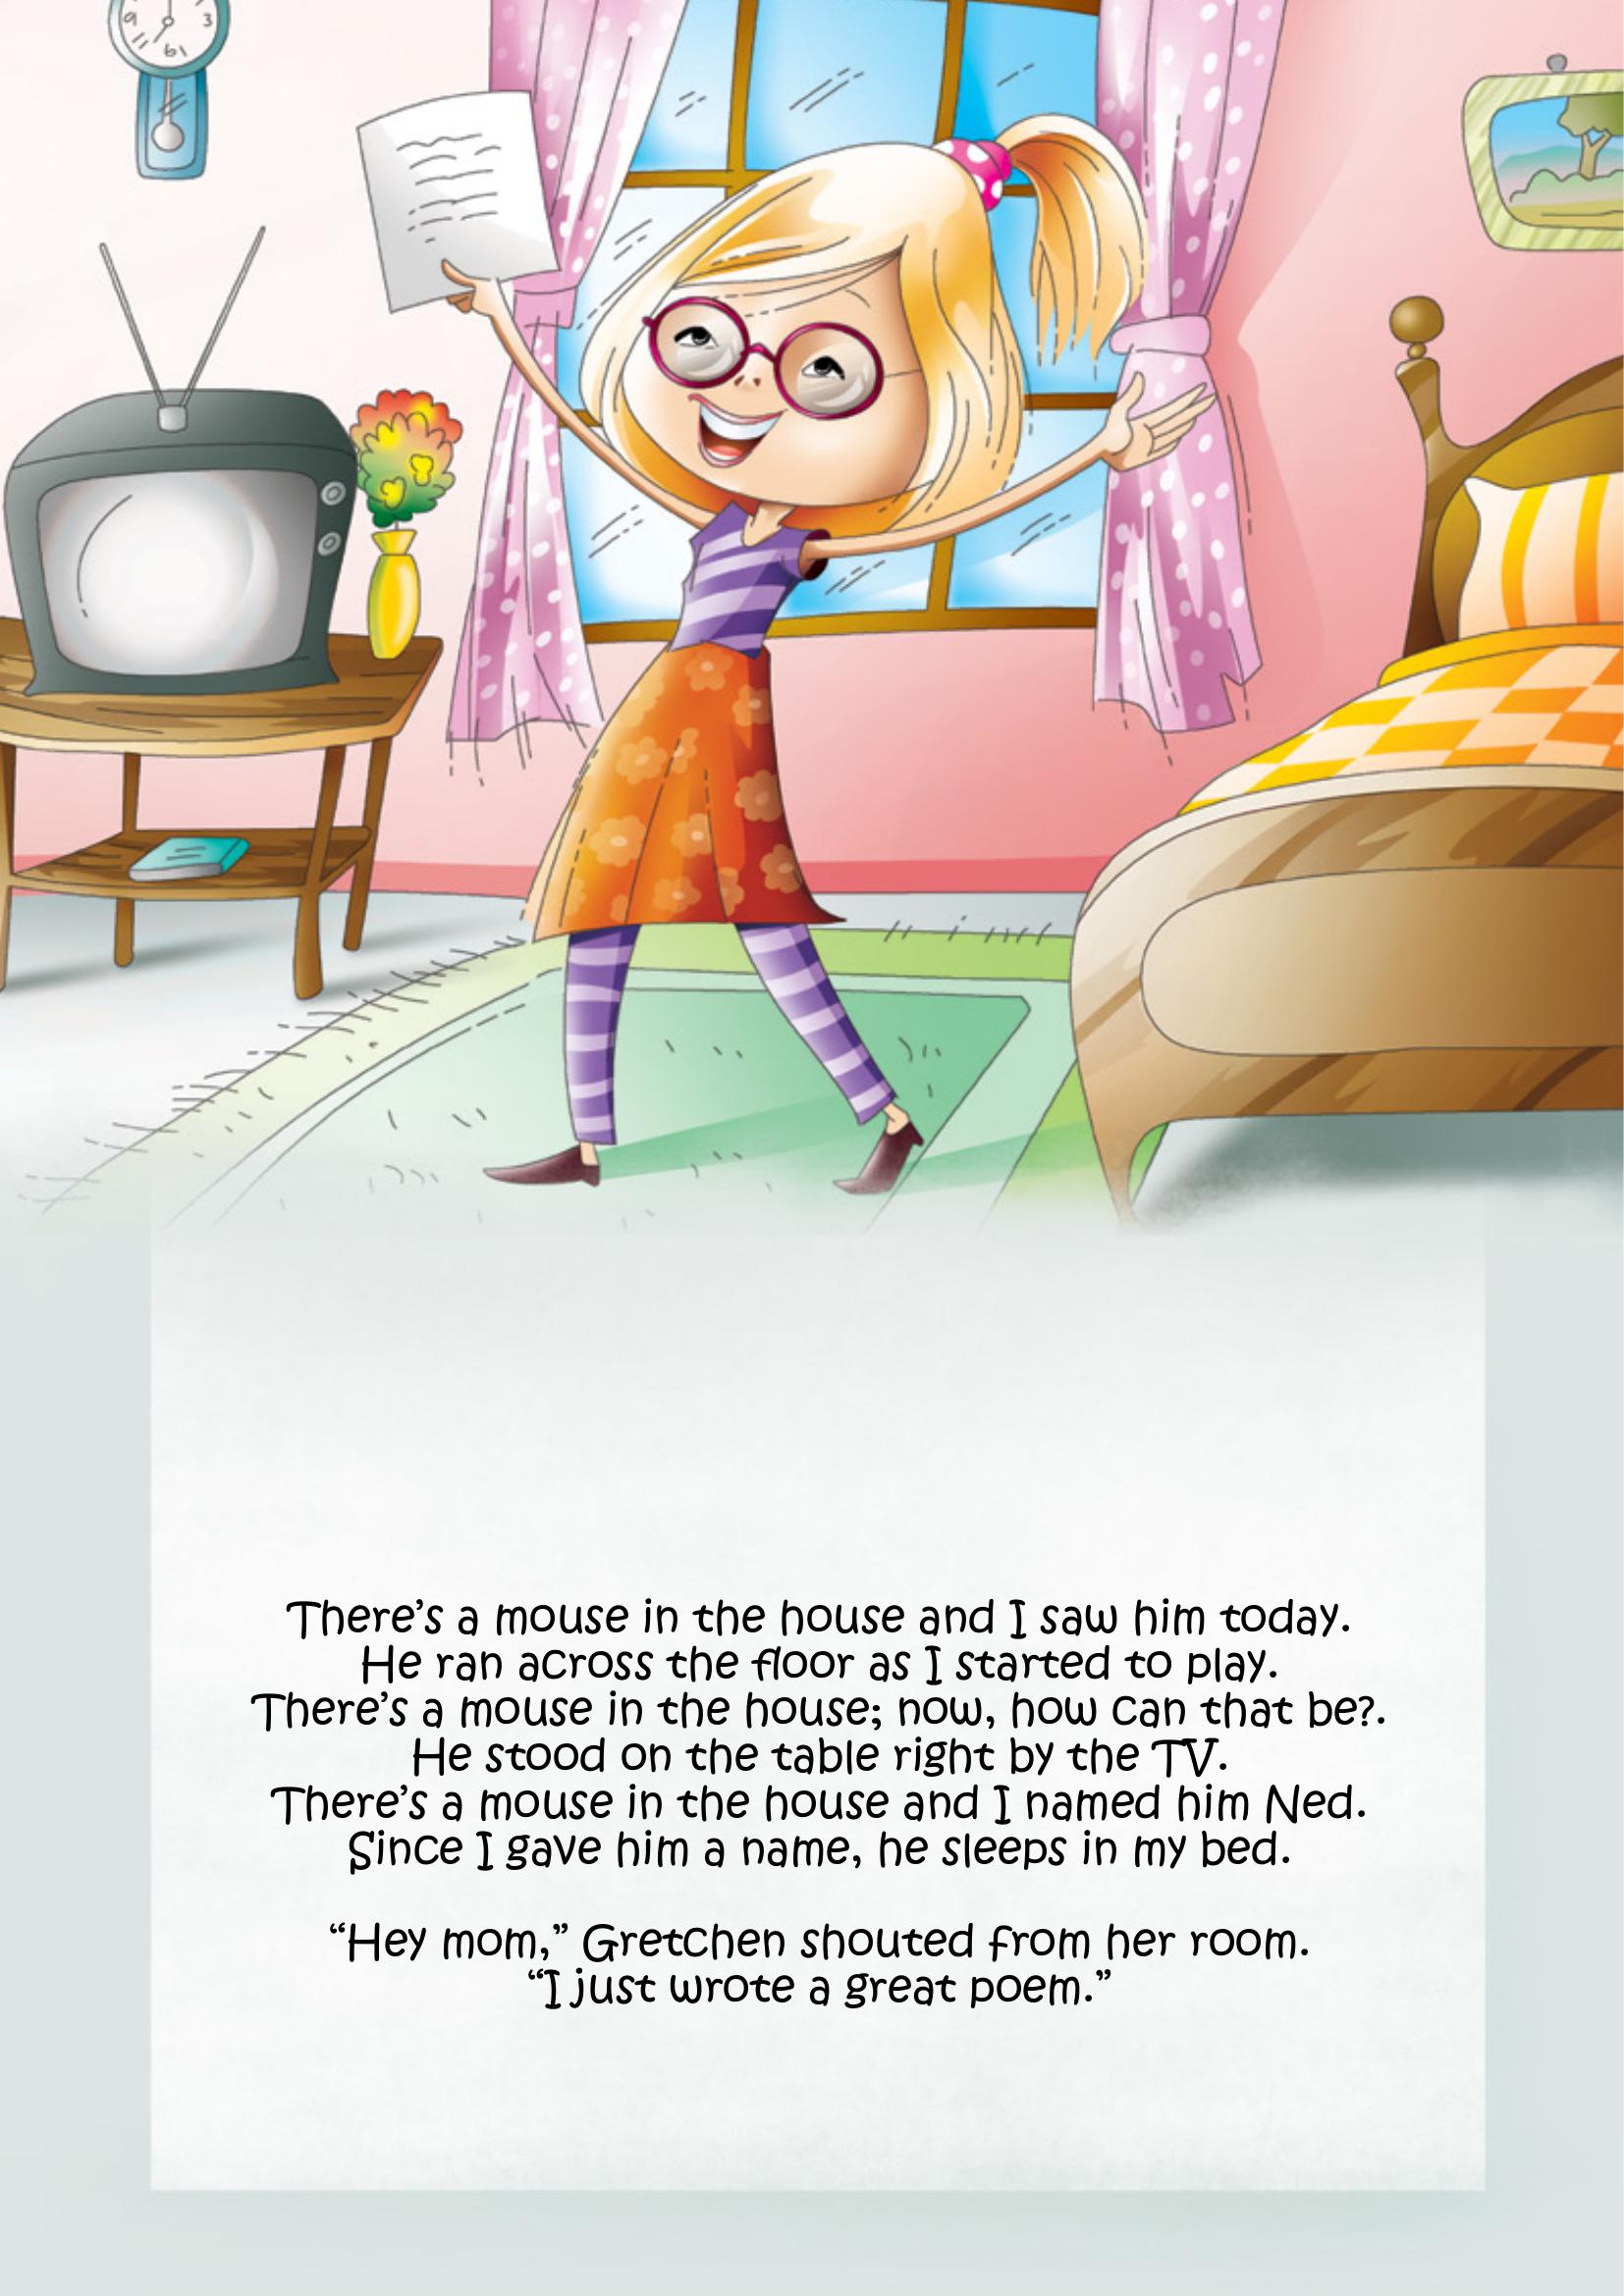 9 3
6
There’s a mouse in the house and I saw him today.
He ran across the floor as I started to play.
There’s a mouse in the house; now, how can that be?.
He stood on the table right by the TV.
There’s a mouse in the house and I named him Ned.
Since I gave him a name, he sleeps in my bed.
“Hey mom,” Gretchen shouted from her room.
“I just wrote a great poem.”